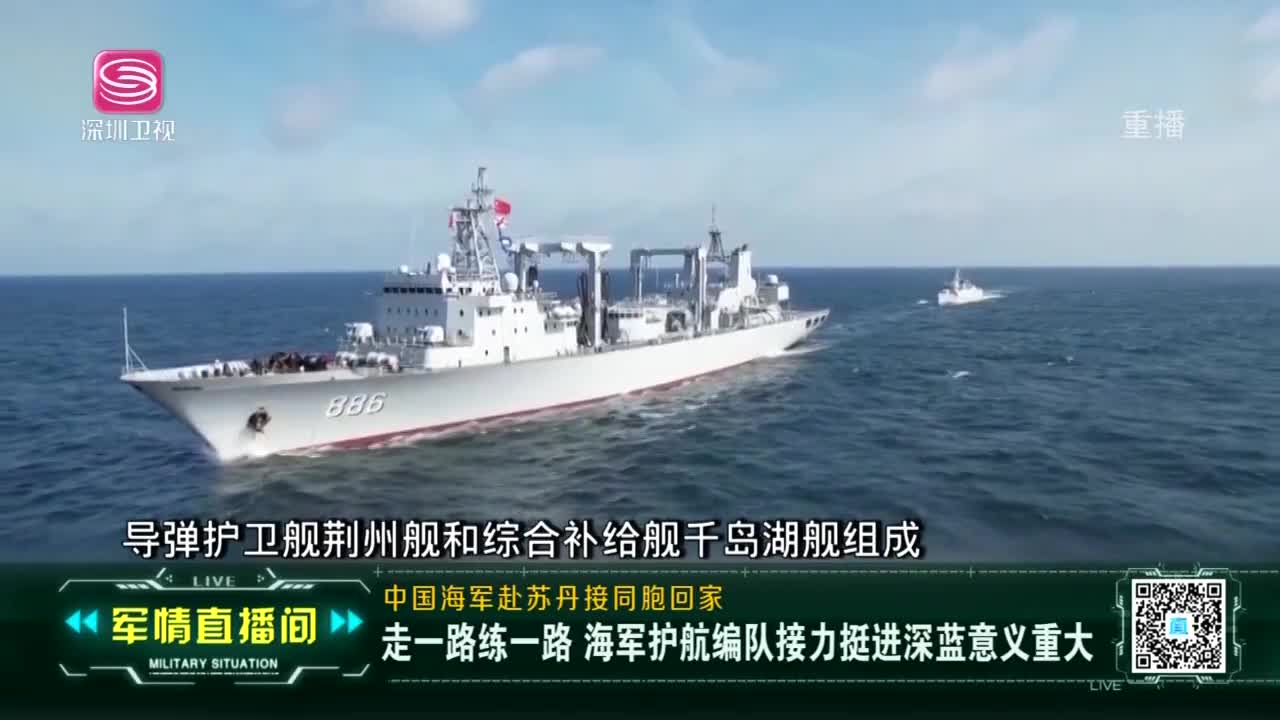 深圳卫视
重播
886
导弹护卫舰荆州舰和综合补给舰千岛湖舰组成
LIVE
军情直播间
MILITARY SITUATION
中国海军赴苏丹接同胞回家
走一路练一路 海军护航编队接力挺进深蓝意义重大
直
LIVE